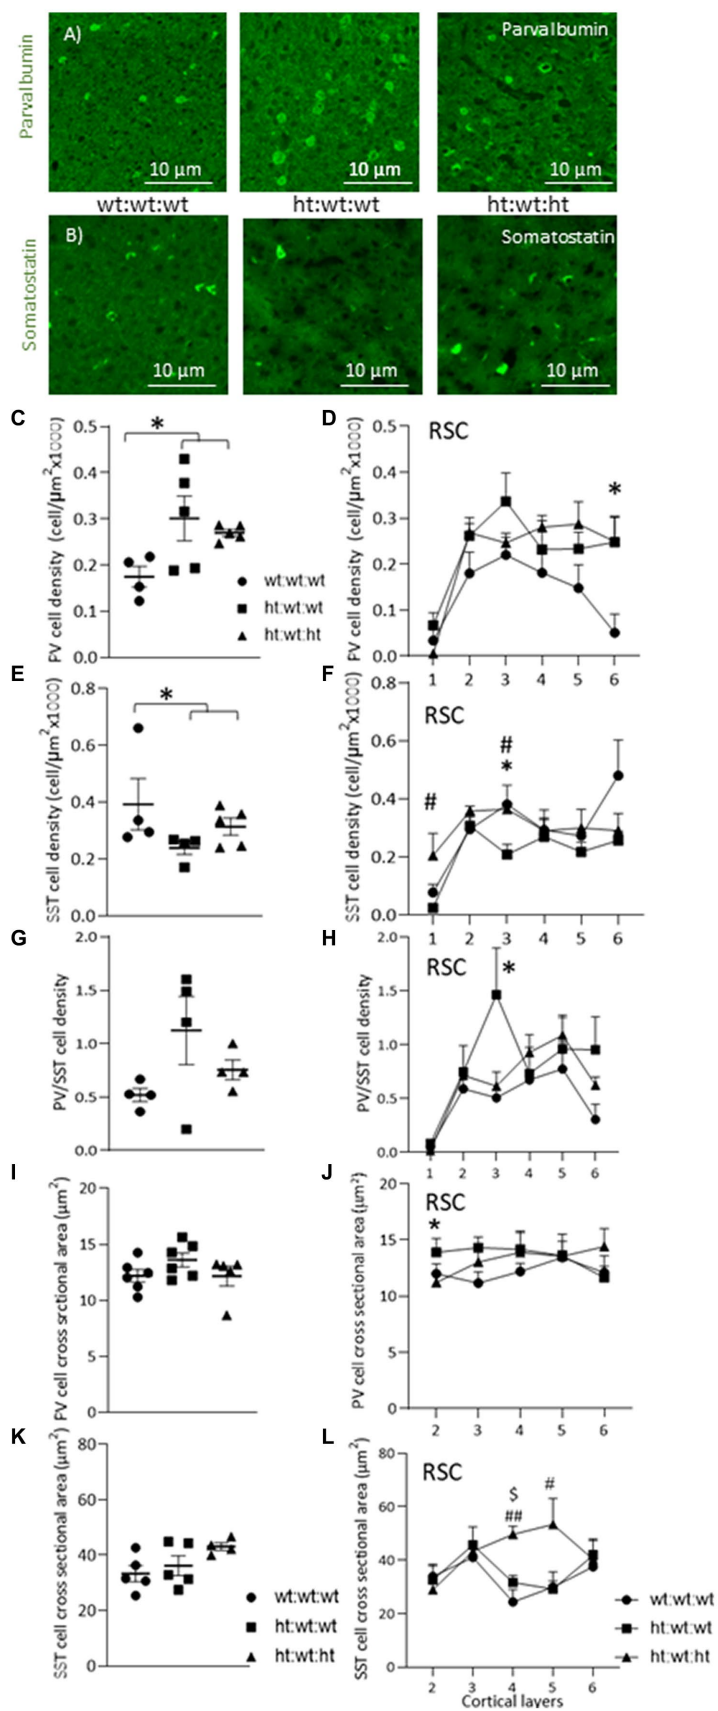 Parvalbumin
A)
Parvalbumin
10 µm
10 µm
10 µm
wt:wt:wt
ht:wt:wt
ht:wt:ht
Somatostatin
B)
Somatostatin
10 µm
10 µm
10 µm
C
PV cell density (cell/µm²x1000)
0.5
0.4
0.3
0.2
0.1
0.0
*
wt:wt:wt
ht:wt:wt
ht:wt:ht
D
PV cell density (cell/µm²x1000)
0.5
0.4
0.3
0.2
0.1
0.0
RSC
*
1 2 3 4 5 6
E
SST cell density (cell/µm²x1000)
0.8
0.6
0.4
0.2
0.0
*
F
SST cell density (cell/µm²x1000)
0.8
0.6
0.4
0.2
0.0
RSC
#
#
*
1 2 3 4 5 6
G
PV/SST cell density
2.0
1.5
1.0
0.5
0.0
H
PV/SST cell density
2.0
1.5
1.0
0.5
0.0
RSC
*
1 2 3 4 5 6
I
PV cell cross srctional area (µm²)
20
15
10
5
0
J
PV cell cross sectional area (µm²)
20
15
10
5
0
RSC
*
2 3 4 5 6
K
SST cell cross sectional area (µm²)
80
60
40
20
0
wt:wt:wt
ht:wt:wt
ht:wt:ht
L
SST cell cross sectional area (µm²)
80
60
40
20
0
RSC
$
##
#
2 3 4 5 6
Cortical layers
wt:wt:wt
ht:wt:wt
ht:wt:ht